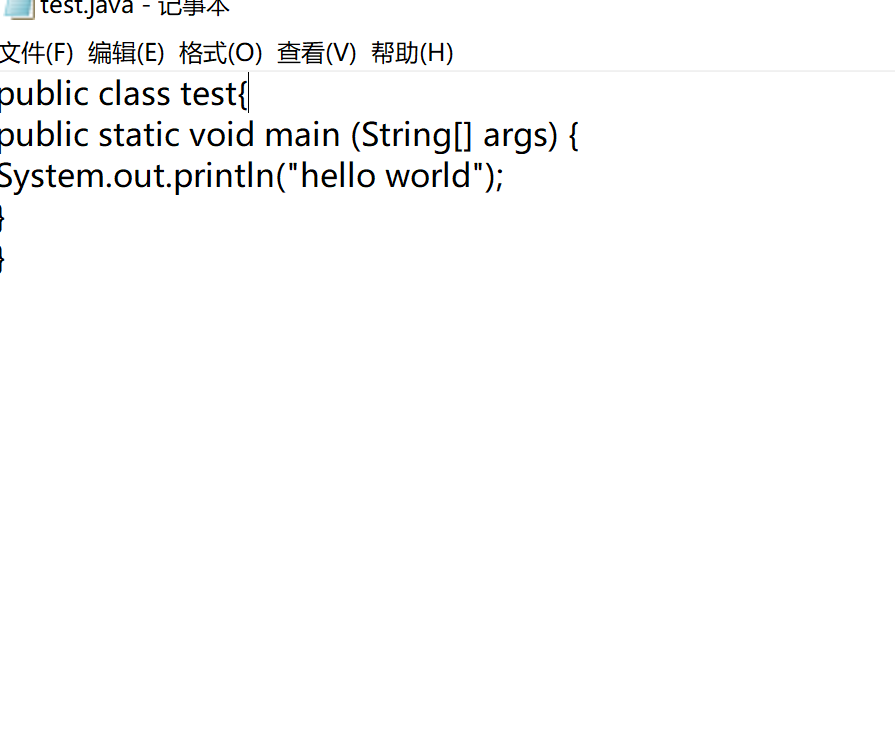 test.java - 记事本
文件(F) 编辑(E) 格式(O) 查看(V) 帮助(H)
public class test{
public static void main (String[] args) {
System.out.println("hello world");
}
}